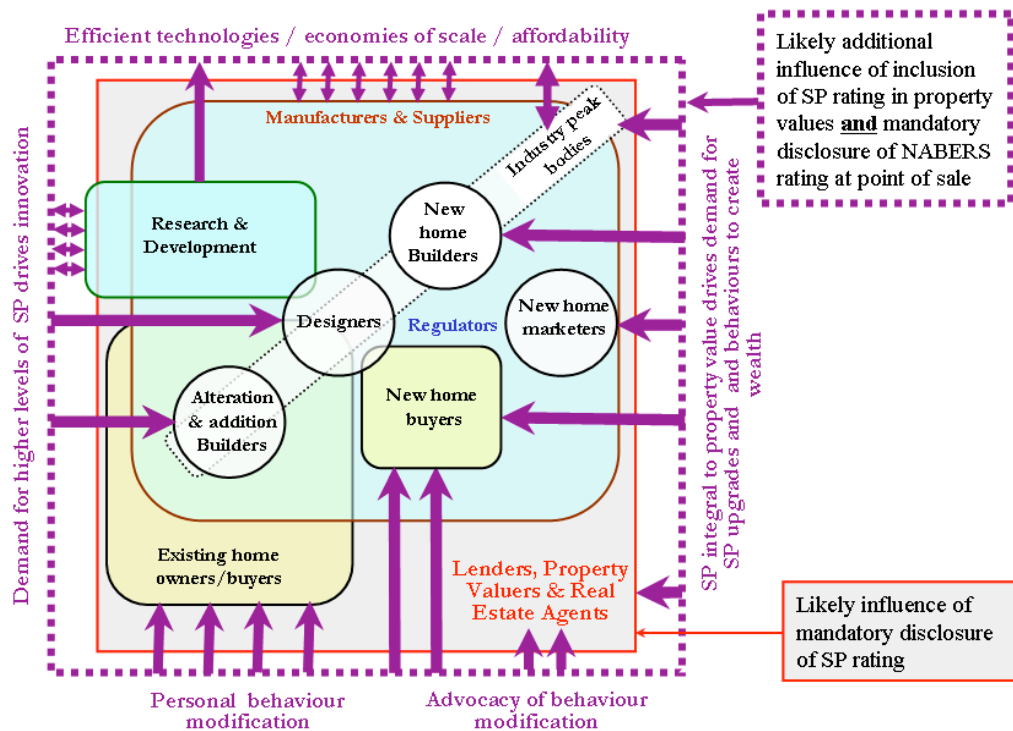 Efficient technologies / economies of scale / affordability
Likely additional
influence of inclusion
of SP rating in property
values and mandatory
disclosure of NABERS
rating at point of sale
Manufacturers & Suppliers
Industry peak
bodies
Research &
Development
New
home
Builders
Designers
Regulators
New home
marketers
Alteration
& addition
Builders
New home
buyers
Existing home
owners/buyers
Lenders, Property
Valuers & Real
Estate Agents
Demand for higher levels of SP drives innovation
SP integral to property value drives demand for
SP upgrades and and behaviours to create
wealth
Likely influence of
mandatory disclosure
of SP rating
Personal behaviour
modification
Advocacy of behaviour
modification